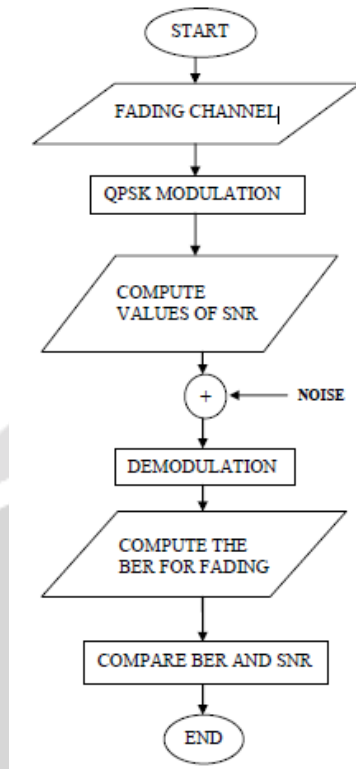 START
FADING CHANNEL
QPSK MODULATION
COMPUTE
VALUES OF SNR
+
NOISE
DEMODULATION
COMPUTE THE
BER FOR FADING
COMPARE BER AND SNR
END